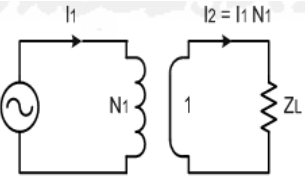 I1
I2 = I1 N1
N1
1
ZL